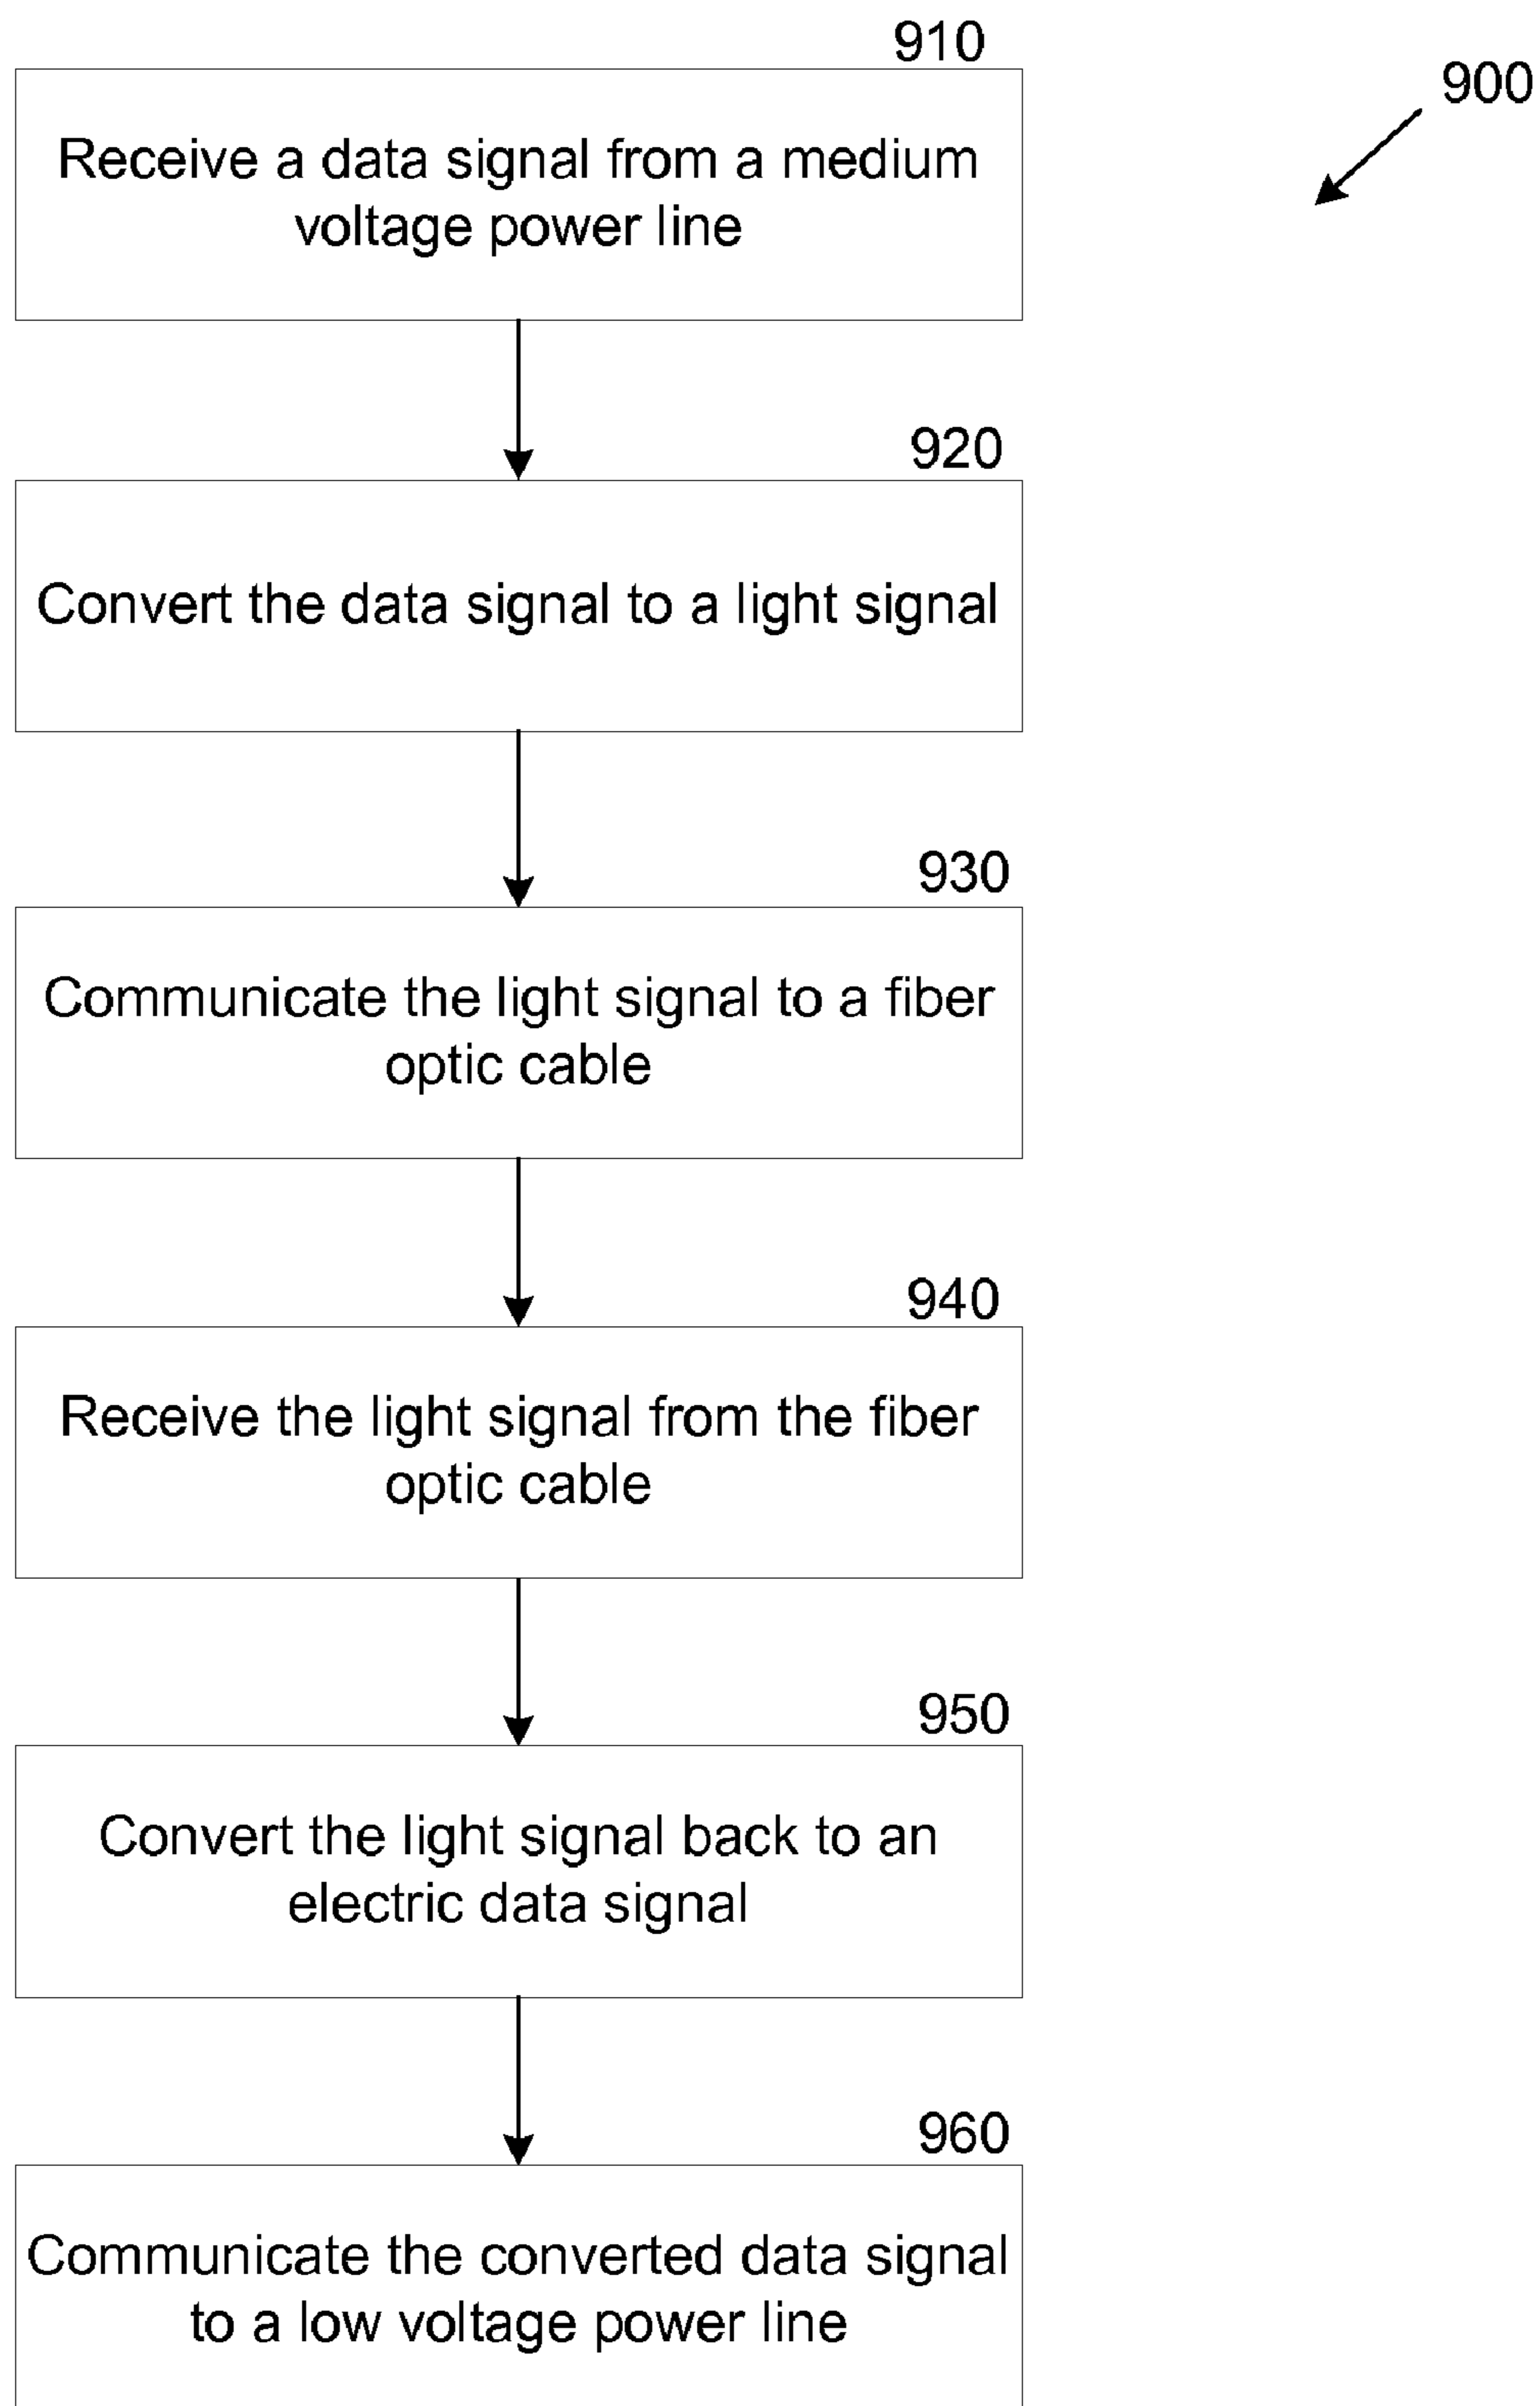 910
900
Receive a data signal from a medium
voltage power line
920
Convert the data signal to a light signal
930
Communicate the light signal to a fiber
optic cable
940
Receive the light signal from the fiber
optic cable
950
Convert the light signal back to an
electric data signal
960
Communicate the converted data signal
to a low voltage power line